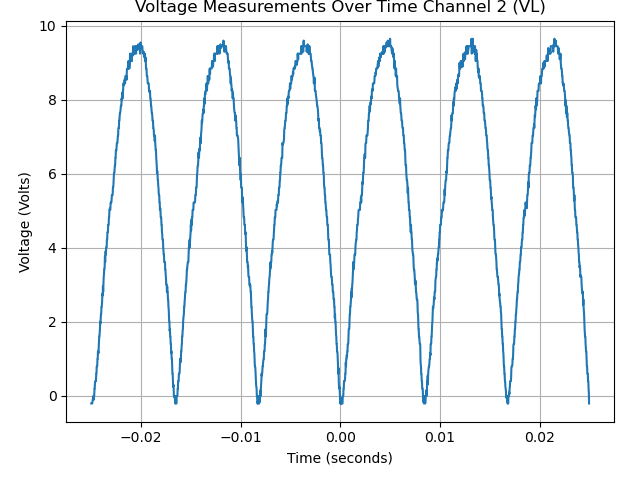 Voltage Measurements Over Time Channel 2 (VL)
10
8
6
4
2
0
Voltage (Volts)
−0.02 −0.01 0.00 0.01 0.02
Time (seconds)